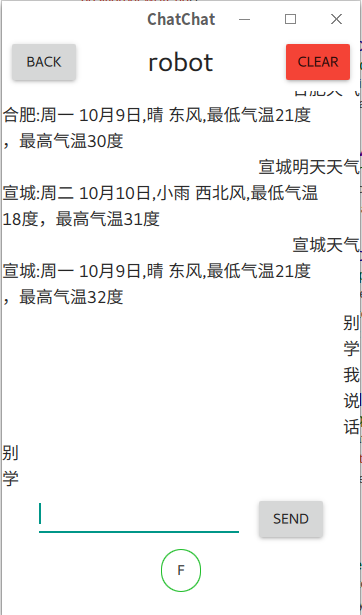 ChatChat
BACK
robot
CLEAR
合肥天气
合肥:周一 10月9日,晴 东风,最低气温21度
，最高气温30度
宣城明天天气
宣城:周二 10月10日,小雨 西北风,最低气温
18度，最高气温31度
宣城天气
宣城:周一 10月9日,晴 东风,最低气温21度
，最高气温32度
别
学
我
说
话
别
学
SEND
F